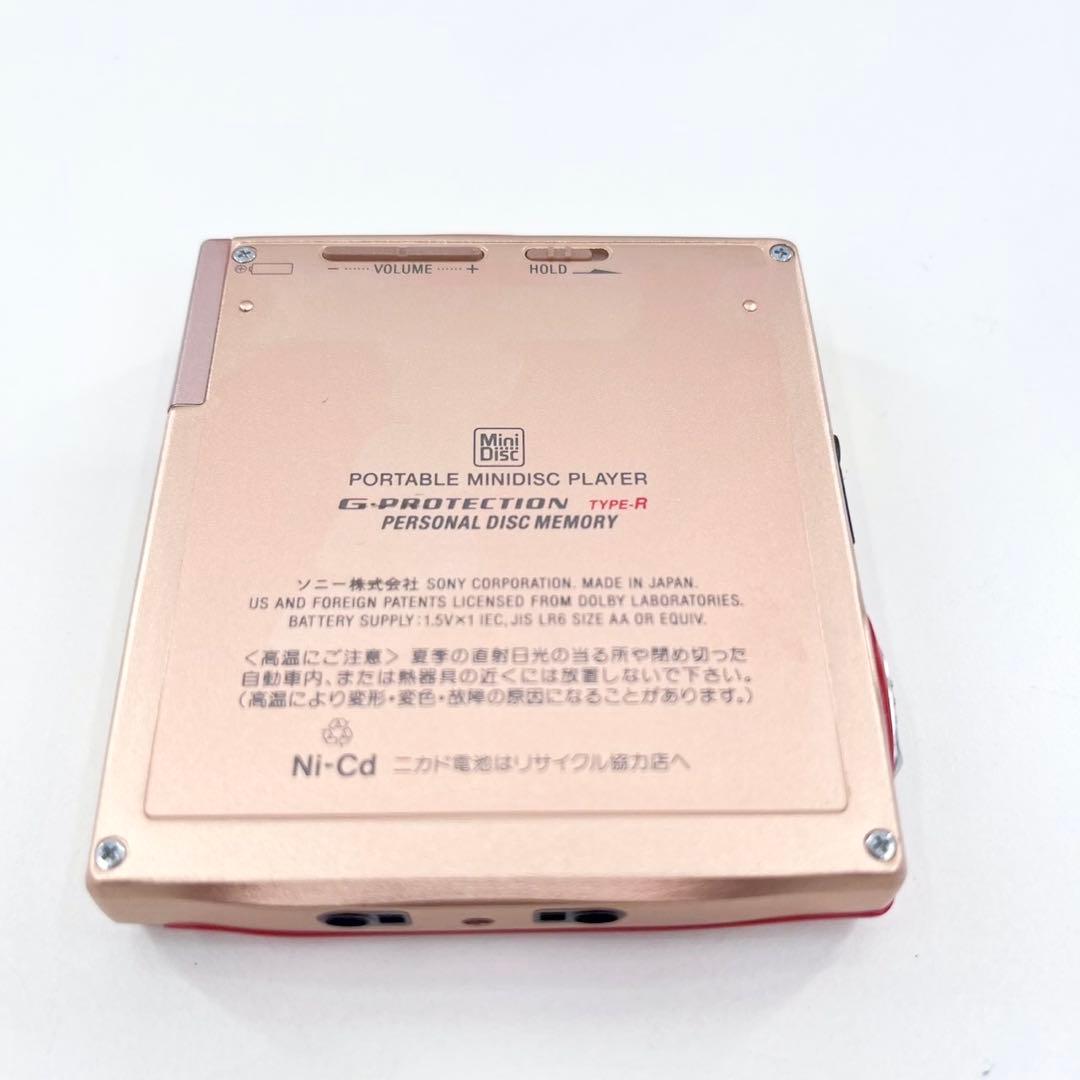 ⊕
− ······ VOLUME ······ +
HOLD
Mini
Disc
PORTABLE MINIDISC PLAYER
G·PROTECTION TYPE-R
PERSONAL DISC MEMORY
ソニー株式会社 SONY CORPORATION. MADE IN JAPAN.
US AND FOREIGN PATENTS LICENSED FROM DOLBY LABORATORIES.
BATTERY SUPPLY:1.5V×1 IEC, JIS LR6 SIZE AA OR EQUIV.
〈高温にご注意〉夏季の直射日光の当る所や閉め切った
自動車内、または熱器具の近くには放置しないで下さい。
(高温により変形・変色・故障の原因になることがあります。)
Ni-Cd ニカド電池はリサイクル協力店へ